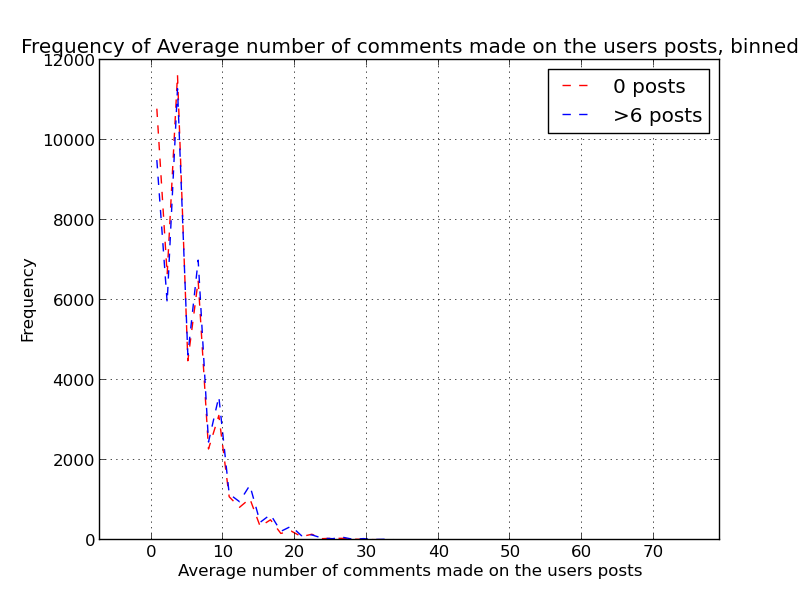 Frequency of Average number of comments made on the users posts, binned
12000
10000
8000
6000
4000
2000
0
Frequency
0 posts
>6 posts
0 10 20 30 40 50 60 70
Average number of comments made on the users posts